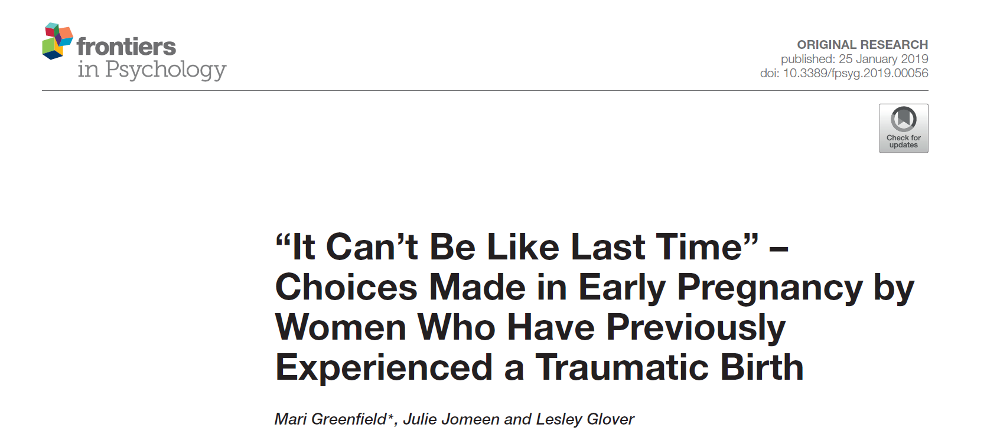 frontiers
in Psychology
ORIGINAL RESEARCH
published: 25 January 2019
doi: 10.3389/fpsyg.2019.00056
Check for
updates
“It Can’t Be Like Last Time” –
Choices Made in Early Pregnancy by
Women Who Have Previously
Experienced a Traumatic Birth
Mari Greenfield*, Julie Jomeen and Lesley Glover